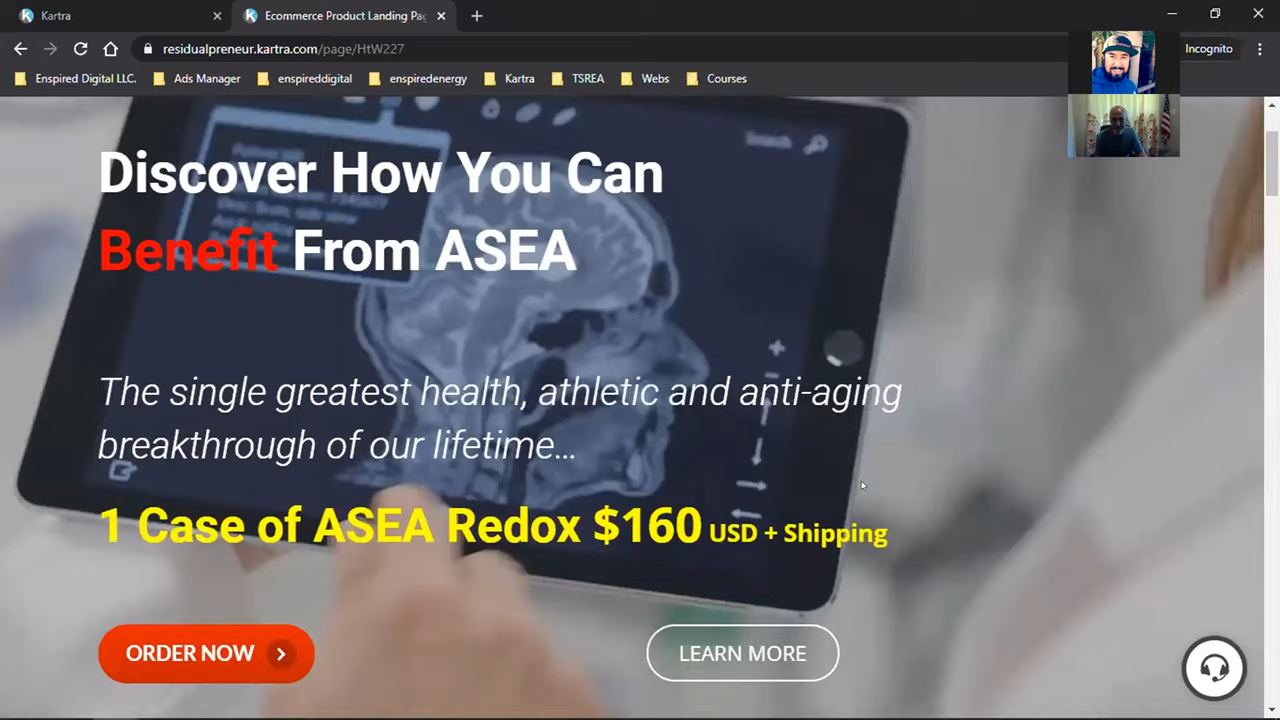 Kartra
Ecommerce Product Landing Pag
residualpreneur.kartra.com/page/HtW227
Incognito
Enspired Digital LLC.
Ads Manager
enspireddigital
enspiredenergy
Kartra
TSREA
Webs
Courses
Search
Discover How You Can
Benefit From ASEA
The single greatest health, athletic and anti-aging
breakthrough of our lifetime...
1 Case of ASEA Redox $160 USD + Shipping
ORDER NOW
LEARN MORE